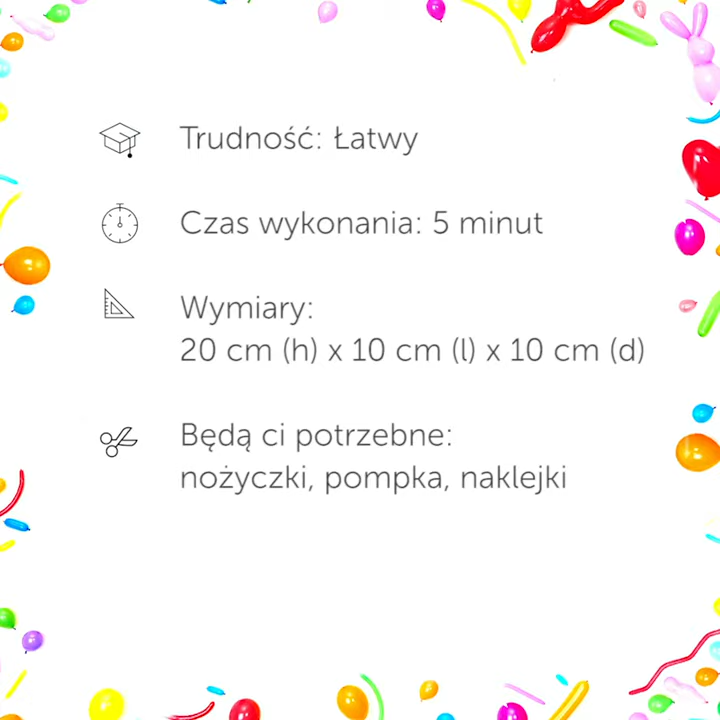 Trudność: Łatwy
Czas wykonania: 5 minut
Wymiary:
20 cm (h) x 10 cm (l) x 10 cm (d)
Będą ci potrzebne:
nożyczki, pompka, naklejki